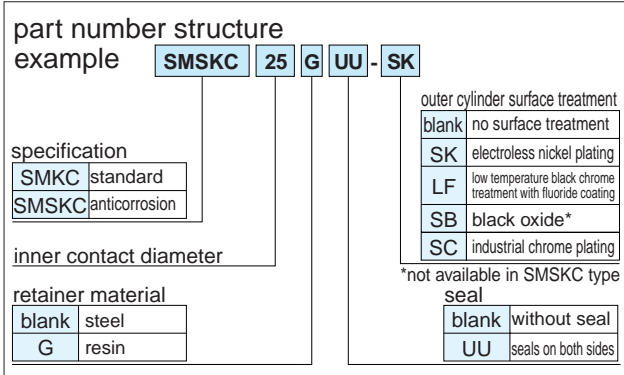 part number structure
example SMSKC 25 G UU - SK
specification
SMKC standard
SMSKC anticorrosion
inner contact diameter
retainer material
blank steel
G resin
outer cylinder surface treatment
blank no surface treatment
SK electroless nickel plating
LF low temperature black chrome
treatment with fluoride coating
SB black oxide*
SC industrial chrome plating
*not available in SMSKC type
seal
blank without seal
UU seals on both sides